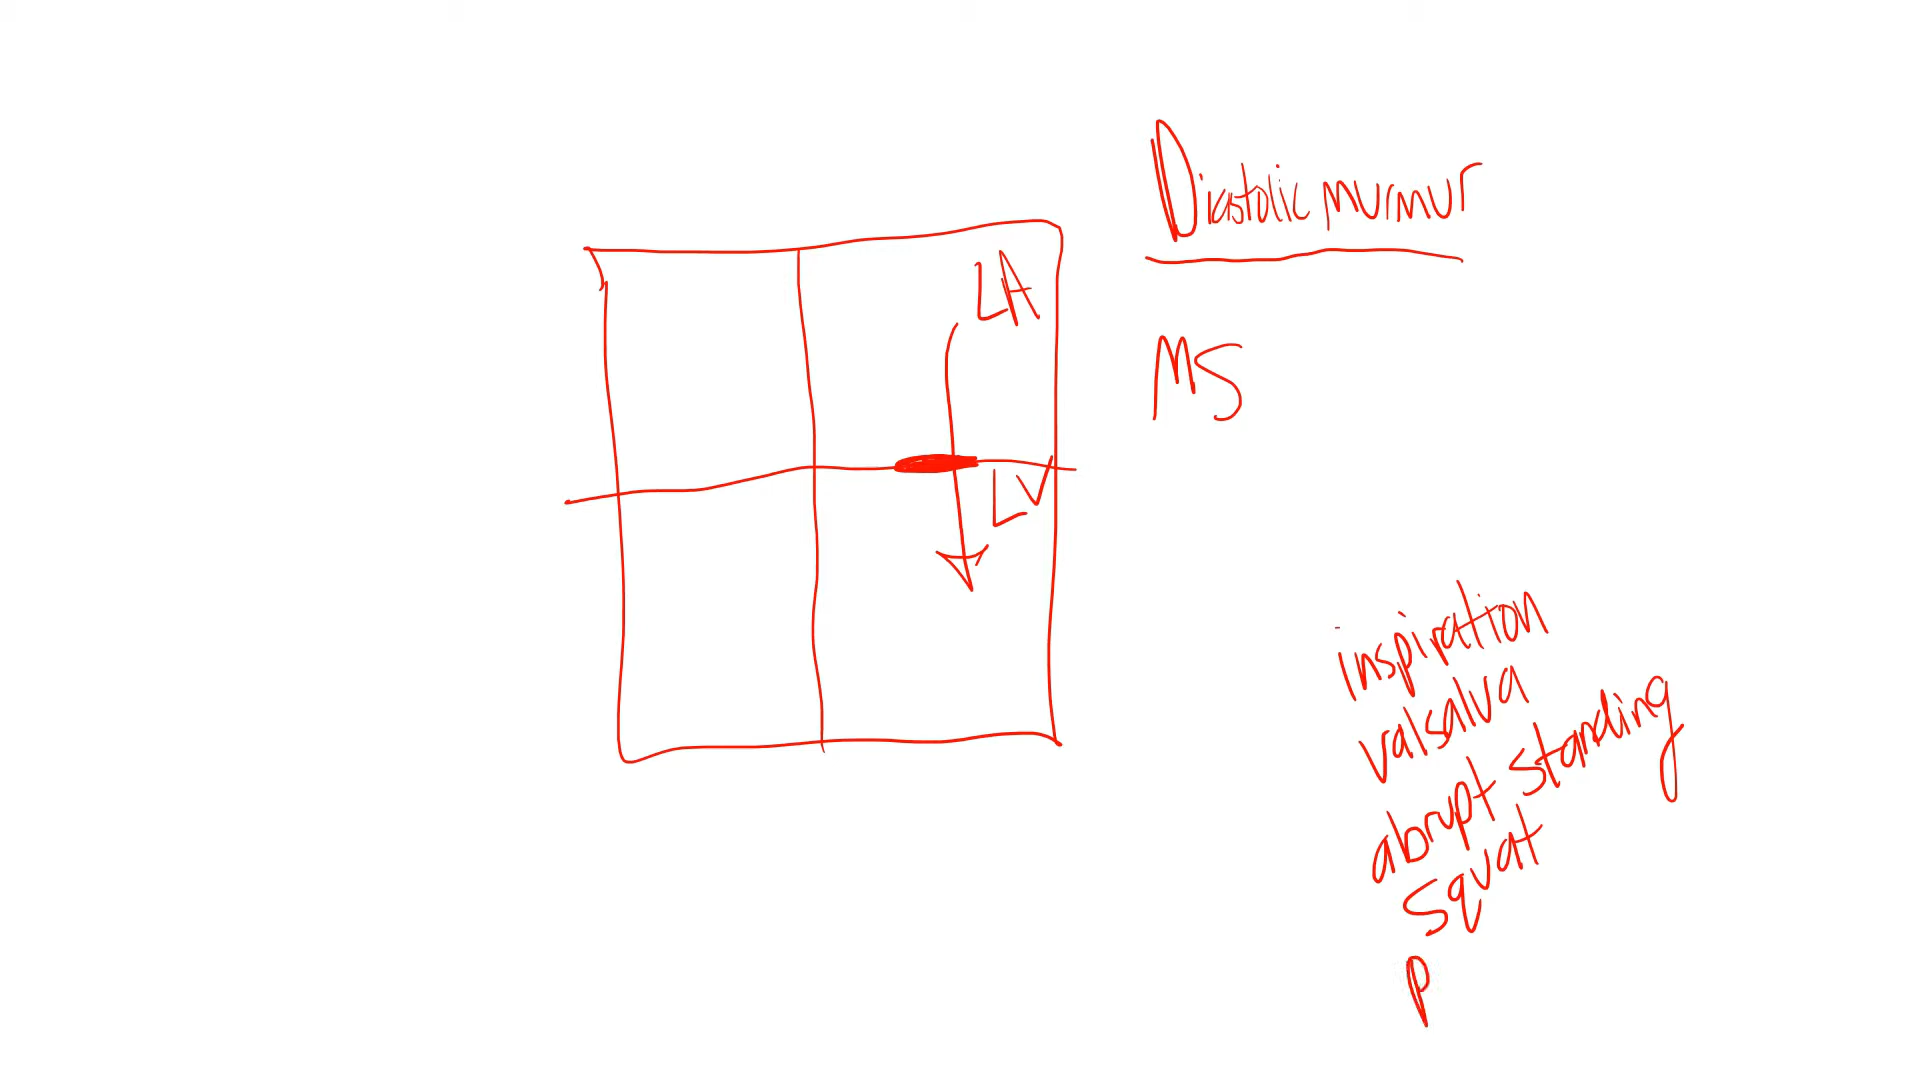 Diastolic murmur
LA
MS
LV
inspiration
valsalva
abrupt standing
squat
p